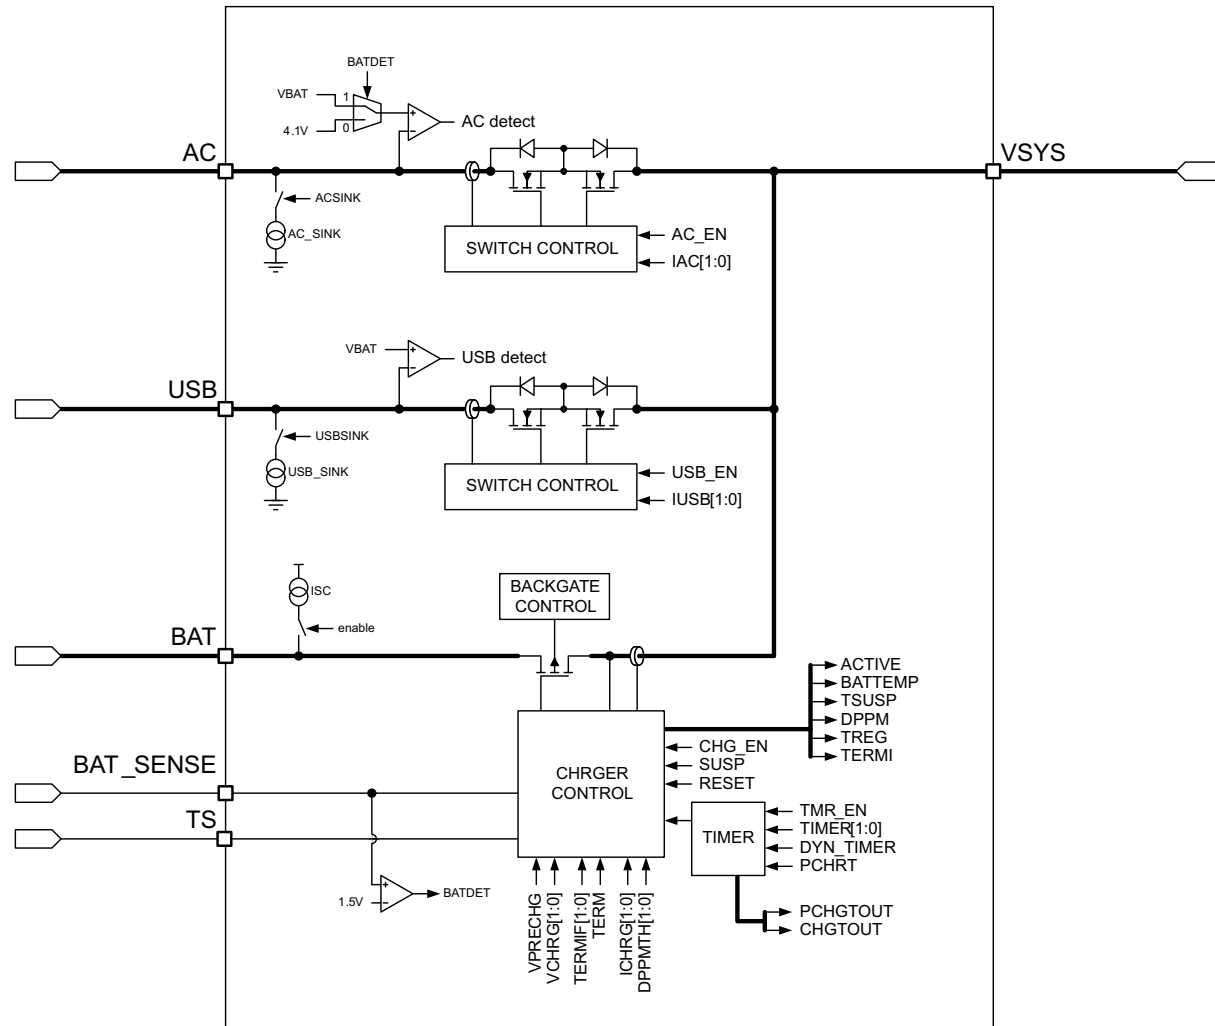 BATDET
VBAT
1
4.1V
0
+
−
AC detect
AC
VSYS
ACSINK
AC_SINK
SWITCH CONTROL
AC_EN
IAC[1:0]
VBAT
+
−
USB detect
USB
USBSINK
USB_SINK
SWITCH CONTROL
USB_EN
IUSB[1:0]
ISC
enable
BACKGATE
CONTROL
BAT
ACTIVE
BATTEMP
TSUSP
DPPM
TREG
TERMI
CHG_EN
SUSP
RESET
BAT_SENSE
CHRGER
CONTROL
TS
TIMER
TMR_EN
TIMER[1:0]
DYN_TIMER
PCHRT
+
−
1.5V
BATDET
VPRECHG
VCHRG[1:0]
TERMIF[1:0]
TERM
ICHRG[1:0]
DPPMTH[1:0]
PCHGTOUT
CHGTOUT